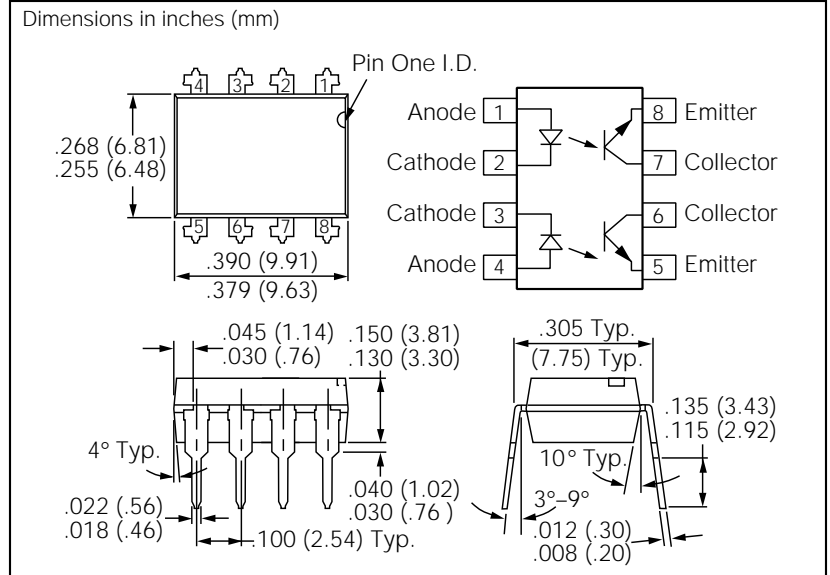 Dimensions in inches (mm)
4 3 2 1
Pin One I.D.
.268 (6.81)
.255 (6.48)
5 6 7 8
.390 (9.91)
.379 (9.63)
Anode 1 8 Emitter
Cathode 2 7 Collector
Cathode 3 6 Collector
Anode 4 5 Emitter
.045 (1.14)
.030 (.76)
.150 (3.81)
.130 (3.30)
4° Typ.
.022 (.56)
.018 (.46)
.040 (1.02)
.030 (.76 )
.100 (2.54) Typ.
.305 Typ.
(7.75) Typ.
.135 (3.43)
.115 (2.92)
10° Typ.
3°–9°
.012 (.30)
.008 (.20)